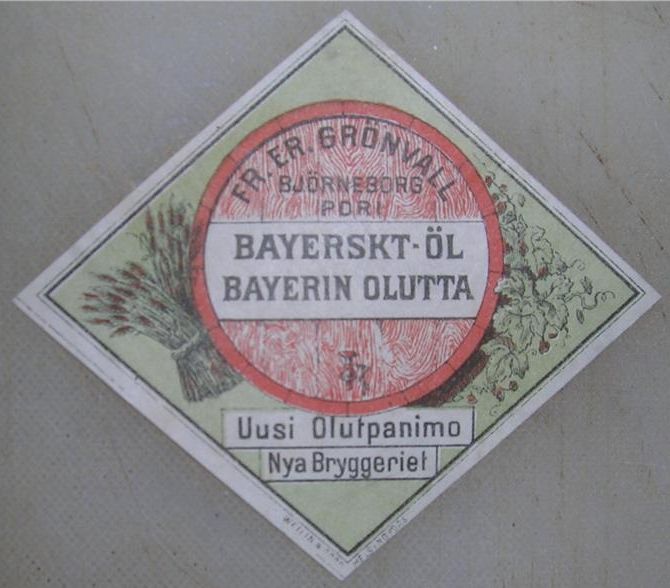 FR. ER. GRÖNVALL
BJÖRNEBORG
PORI
BAYERSKT-ÖL
BAYERIN OLUTTA
Uusi Olutpanimo
Nya Bryggeriet